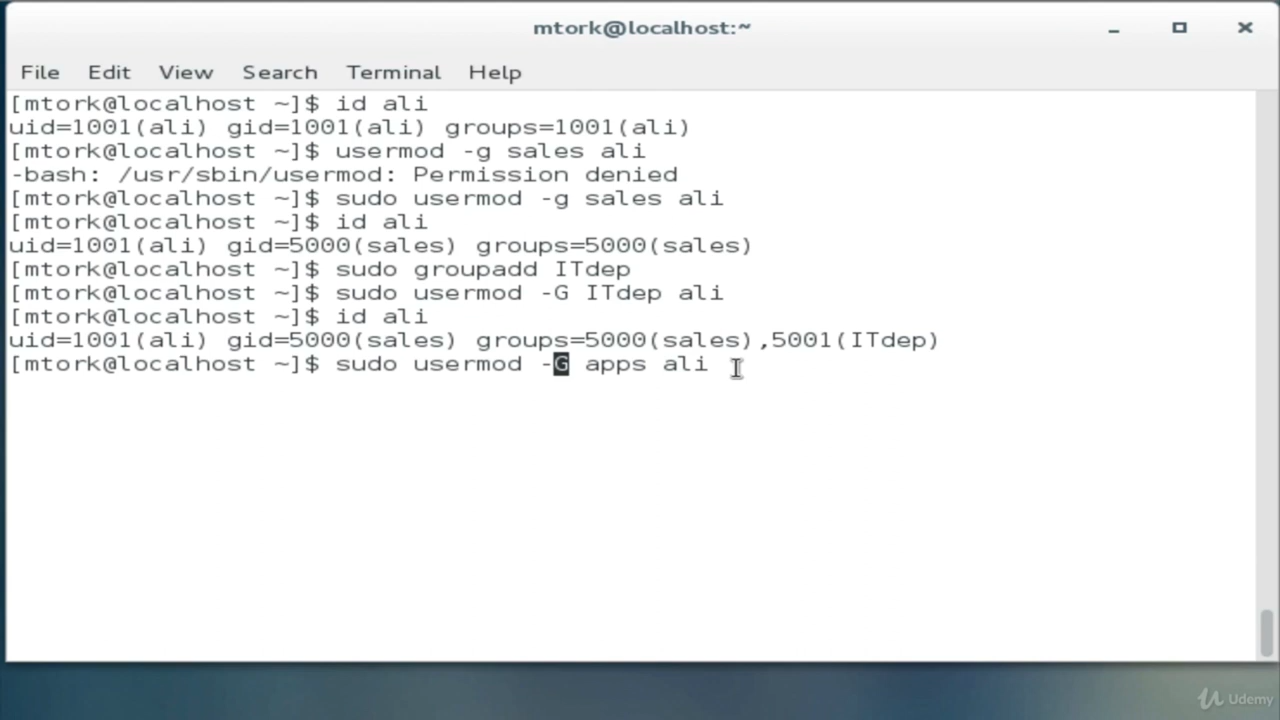 mtork@localhost:~
File Edit View Search Terminal Help
[mtork@localhost ~]$ id ali
uid=1001(ali) gid=1001(ali) groups=1001(ali)
[mtork@localhost ~]$ usermod -g sales ali
-bash: /usr/sbin/usermod: Permission denied
[mtork@localhost ~]$ sudo usermod -g sales ali
[mtork@localhost ~]$ id ali
uid=1001(ali) gid=5000(sales) groups=5000(sales)
[mtork@localhost ~]$ sudo groupadd ITdep
[mtork@localhost ~]$ sudo usermod -G ITdep ali
[mtork@localhost ~]$ id ali
uid=1001(ali) gid=5000(sales) groups=5000(sales),5001(ITdep)
[mtork@localhost ~]$ sudo usermod -G apps ali
Udemy